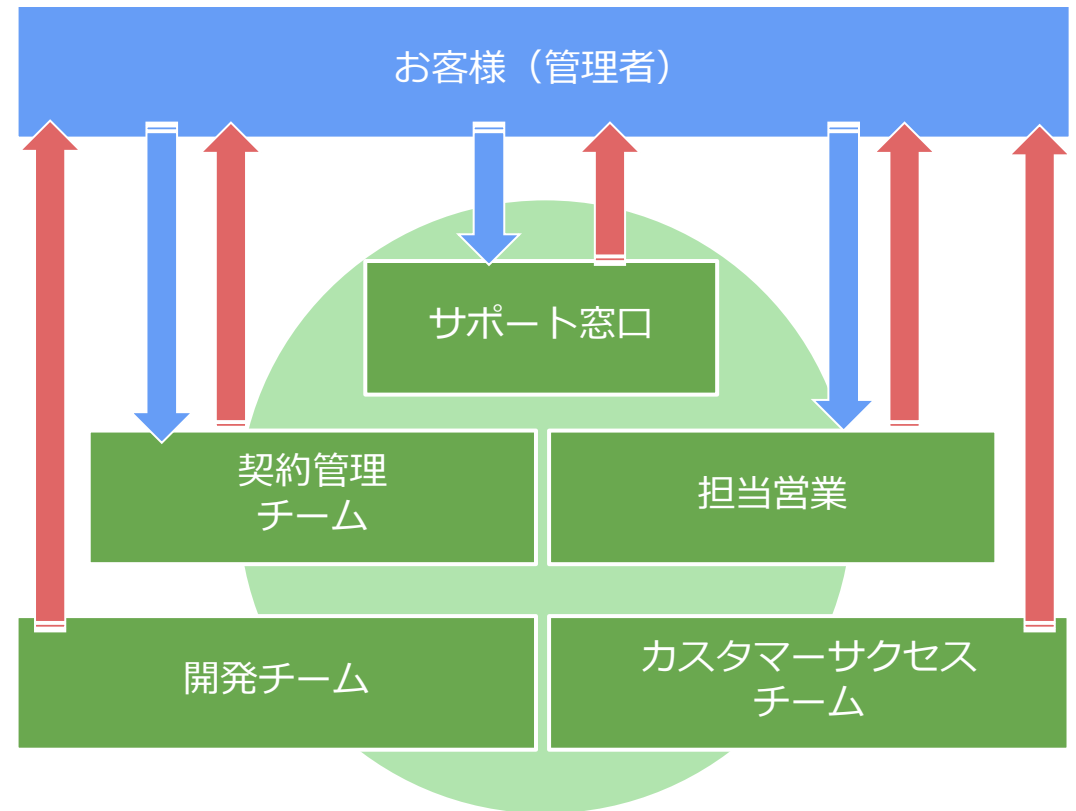 お客様（管理者）
サポート窓口
契約管理
チーム
担当営業
開発チーム
カスタマーサクセス
チーム